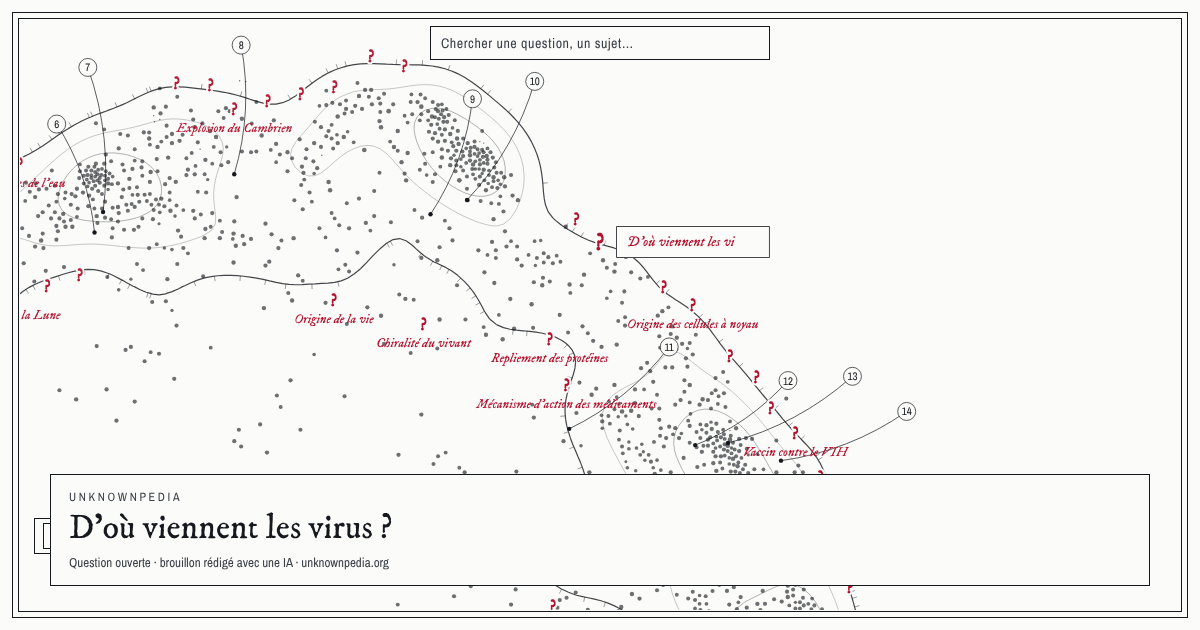 Chercher une question, un sujet...
8
7
10
9
6
Explosion du Cambrien
de l'eau
D'où viennent les vi
la Lune
Origine de la vie
Origine des cellules à noyau
Chiralité du vivant
11
Repliement des protéines
13
12
Mécanisme d'action des médicaments
14
Vaccin contre le VIH
UNKNOWNPEDIA
D'où viennent les virus ?
Question ouverte · brouillon rédigé avec une IA · unknownpedia.org